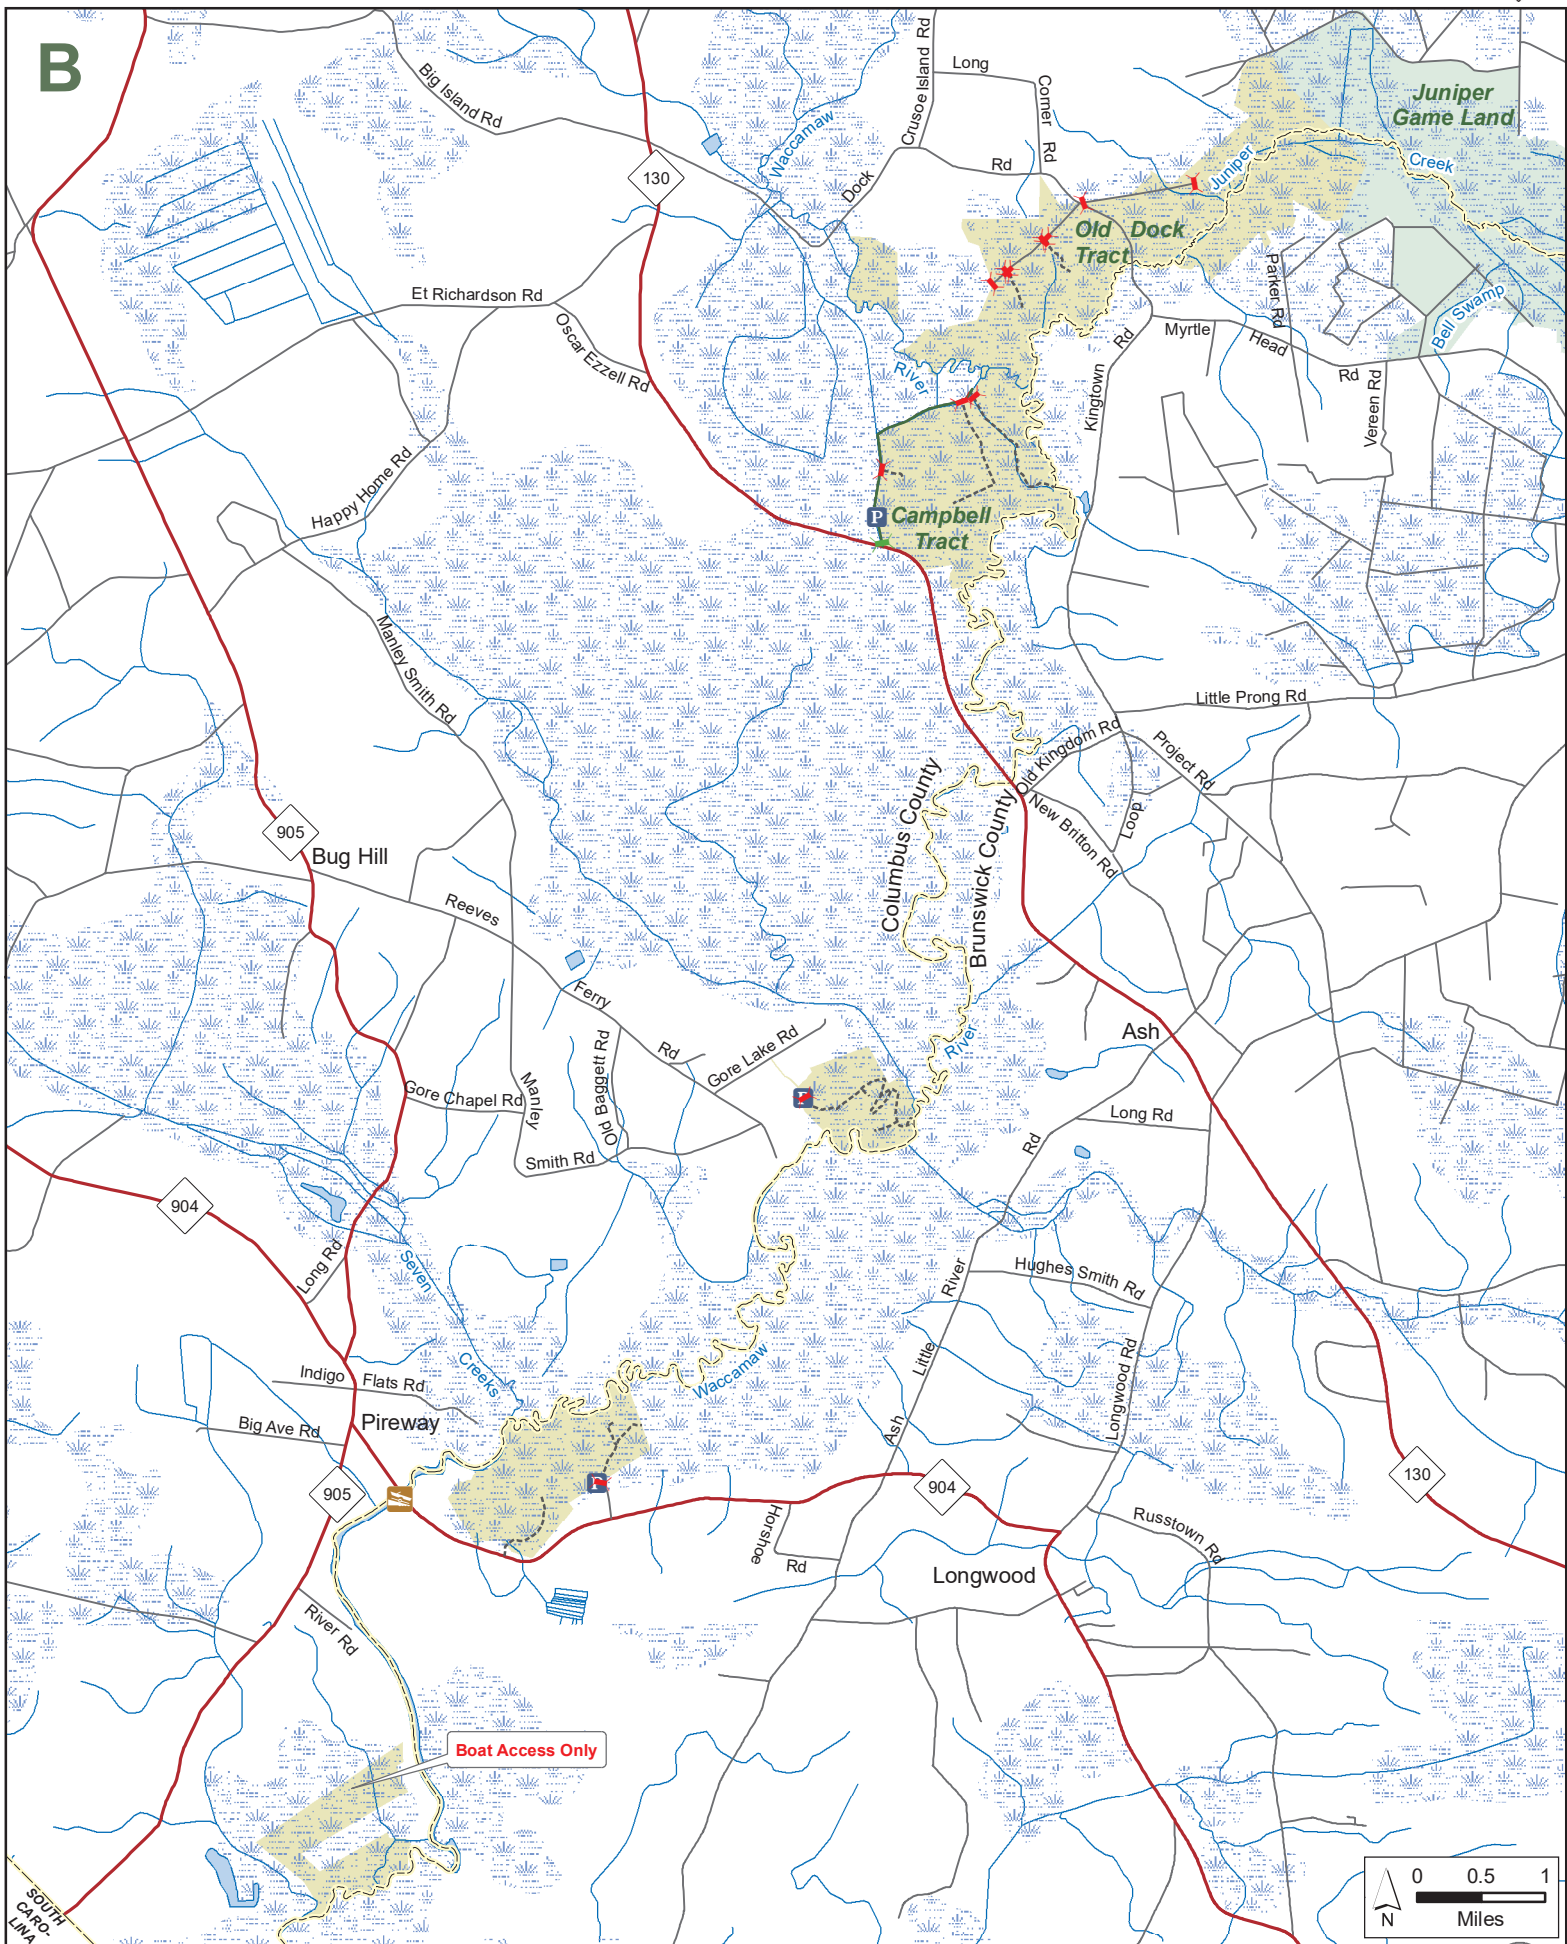 B
Big Island Rd
130
Waccamaw
Crusoe Island Rd
Long
Corner Rd
Rd
Dock
Juniper
Game Land
Juniper
Creek
Old Dock
Tract
Parker Rd
Bell Swamp
Et Richardson Rd
Oscar Ezzell Rd
Myrtle
Head
Rd
Kingtown
Rd
Vereen Rd
River
Happy Home Rd
P
Campbell
Tract
Manley Smith Rd
Little Prong Rd
Old Kingdom Rd
Project Rd
New Britton Rd
Loop
Columbus County
Brunswick County
905
Bug Hill
Reeves
Ferry
Rd
Gore Lake Rd
River
Ash
Gore Chapel Rd
Manley
Smith Rd
Old Baggett Rd
Long Rd
Rd
904
Long Rd
Seven
Creeks
River
Hughes Smith Rd
Little
Longwood Rd
Ash
Waccamaw
Indigo
Flats Rd
Pireway
Big Ave Rd
905
904
130
Horshoe
Rd
Russtown Rd
Longwood
River Rd
Boat Access Only
SOUTH
CARO-
LINA
0 0.5 1
Miles
N